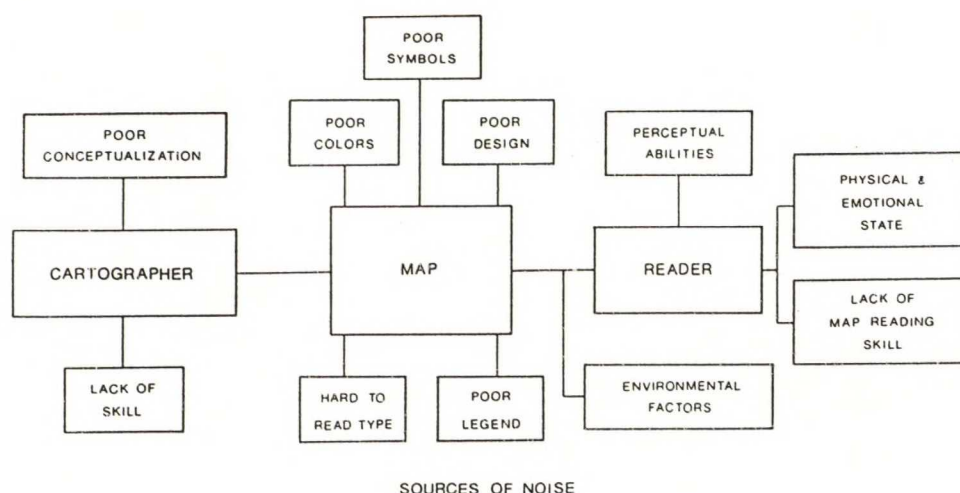 POOR
SYMBOLS
POOR
COLORS
POOR
DESIGN
POOR
CONCEPTUALIZATION
PERCEPTUAL
ABILITIES
PHYSICAL &
EMOTIONAL
STATE
CARTOGRAPHER
MAP
READER
LACK OF
MAP READING
SKILL
LACK OF
SKILL
HARD TO
READ TYPE
POOR
LEGEND
ENVIRONMENTAL
FACTORS
SOURCES OF NOISE